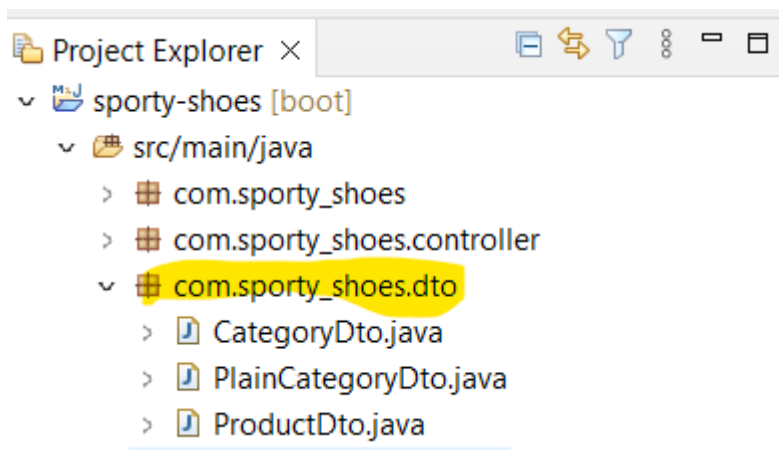 Project Explorer
sporty-shoes [boot]
src/main/java
com.sporty_shoes
com.sporty_shoes.controller
com.sporty_shoes.dto
CategoryDto.java
PlainCategoryDto.java
ProductDto.java